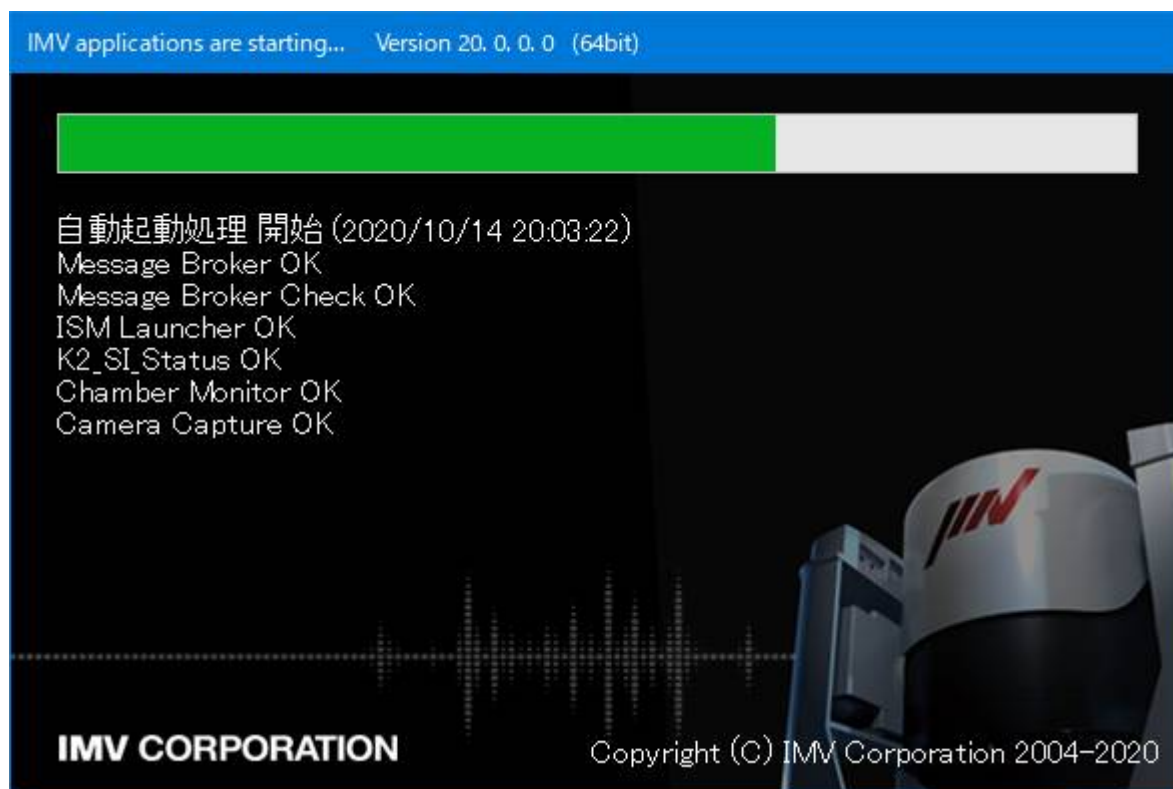 IMV applications are starting... Version 20. 0. 0. 0 (64bit)
自動起動処理 開始 (2020/10/14 20:03:22)
Message Broker OK
Message Broker Check OK
ISM Launcher OK
K2_SI_Status OK
Chamber Monitor OK
Camera Capture OK
IMV
IMV CORPORATION
Copyright (C) IMV Corporation 2004-2020